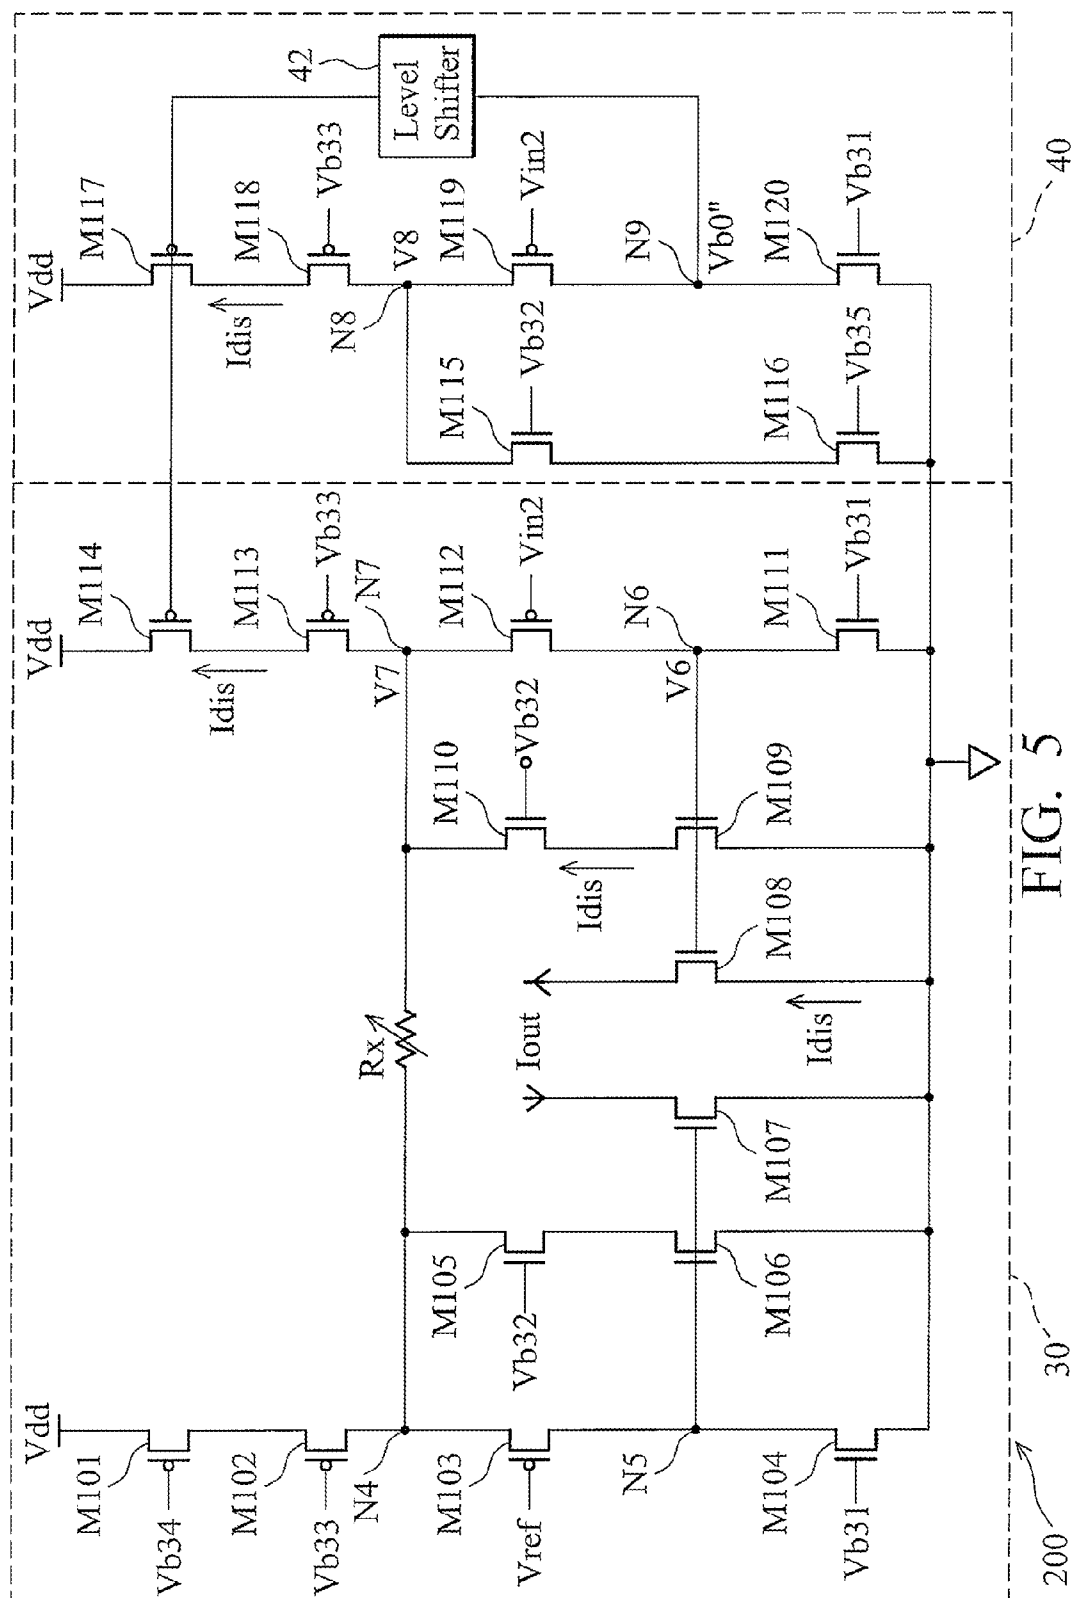 Vdd
M101
Vb34
M102
Vb33
N4
M103
Vref
N5
M104
Vb31
M105
Vb32
M106
M107
Rx
Iout
M108
Idis
M110
Vb32
Idis
M109
Vdd
M114
Idis
M113
Vb33
N7
V7
M112
Vin2
N6
V6
M111
Vb31
M115
Vb32
M116
Vb35
Vdd
M117
Idis
M118
Vb33
N8
V8
M119
Vin2
N9
Vb0"
M120
Vb31
42
Level
Shifter
200
30
40
FIG. 5